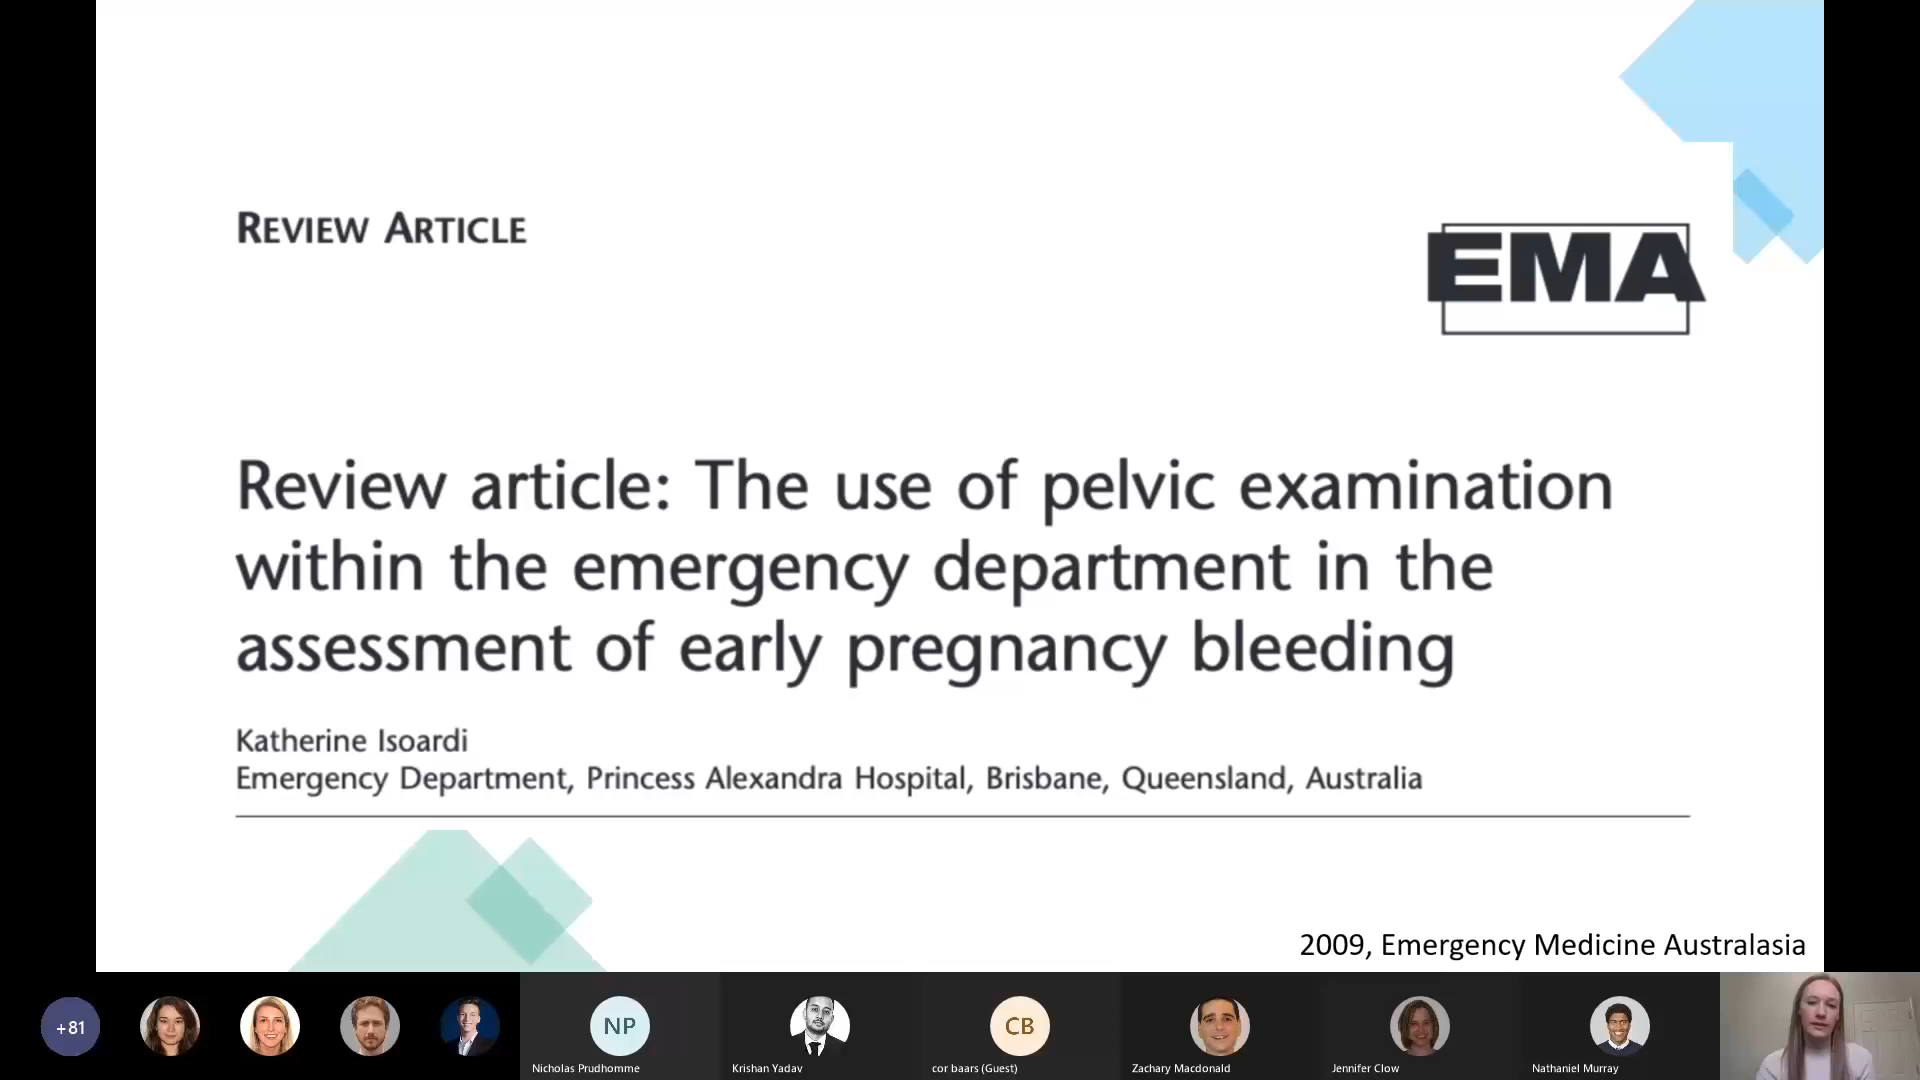 REVIEW ARTICLE
EMA
Review article: The use of pelvic examination
within the emergency department in the
assessment of early pregnancy bleeding
Katherine Isoardi
Emergency Department, Princess Alexandra Hospital, Brisbane, Queensland, Australia
2009, Emergency Medicine Australasia
+81
NP
CB
Nicholas Prudhomme
Krishan Yadav
cor baars (Guest)
Zachary Macdonald
Jennifer Clow
Nathaniel Murray